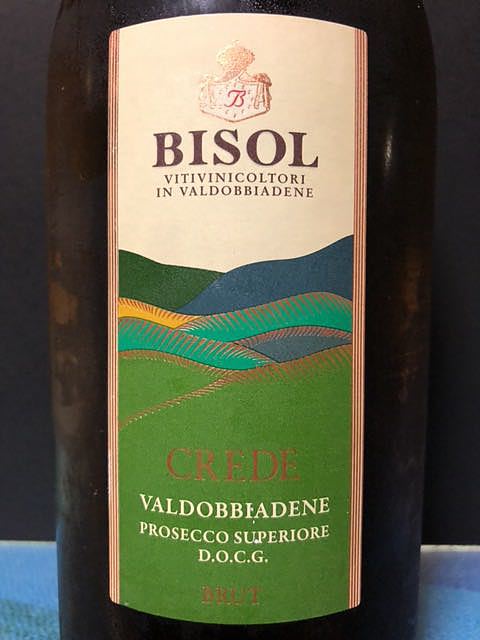 B
BISOL
VITIVINICOLTORI
IN VALDOBBIADENE
CREDE
VALDOBBIADENE
PROSECCO SUPERIORE
D.O.C.G.
BRUT